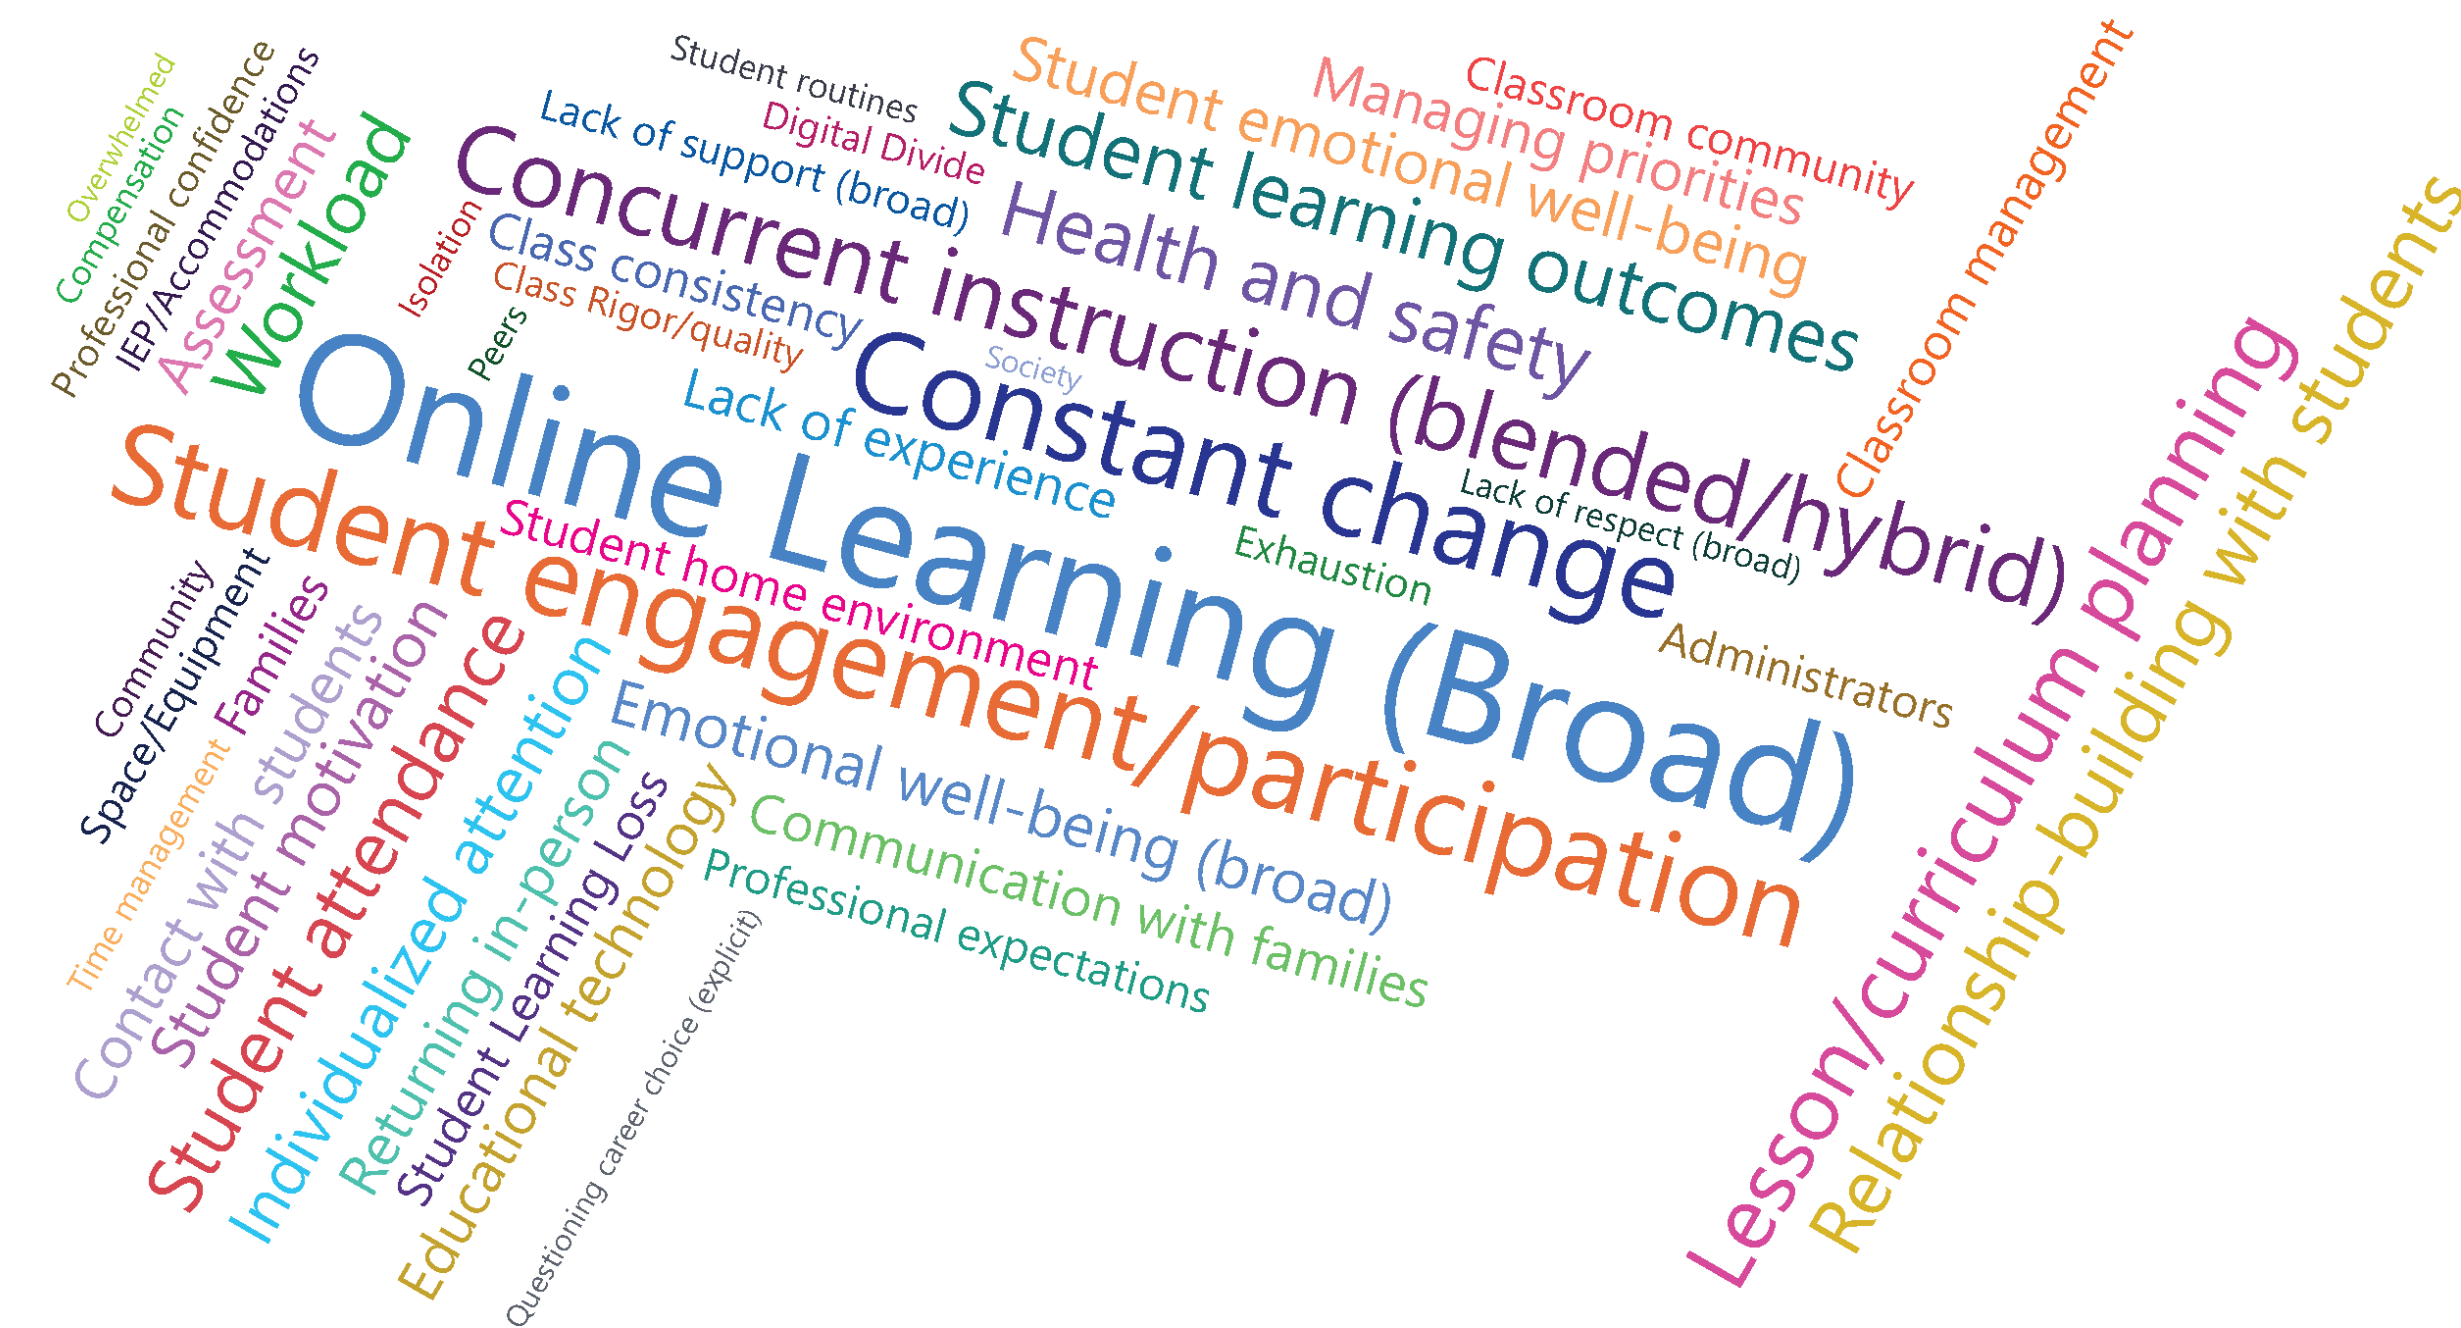 Overwhelmed
Compensation
Professional confidence
IEP/Accommodations
Assessment
Workload
Isolation
Peers
Student routines
Digital Divide
Lack of support (broad)
Concurrent instruction (blended/hybrid)
Class consistency
Class Rigor/quality
Student emotional well-being
Student learning outcomes
Managing priorities
Classroom community
Health and safety
Classroom management
Society
Constant change
Lack of experience
Lack of respect (broad)
Exhaustion
Online Learning (Broad)
Student home environment
Student engagement/participation
Administrators
Lesson/curriculum planning
Relationship-building with students
Community
Space/Equipment
Families
Time management
Contact with students
Student motivation
Student attendance
Individualized attention
Returning in-person
Student Learning Loss
Educational technology
Emotional well-being (broad)
Communication with families
Professional expectations
Questioning career choice (explicit)